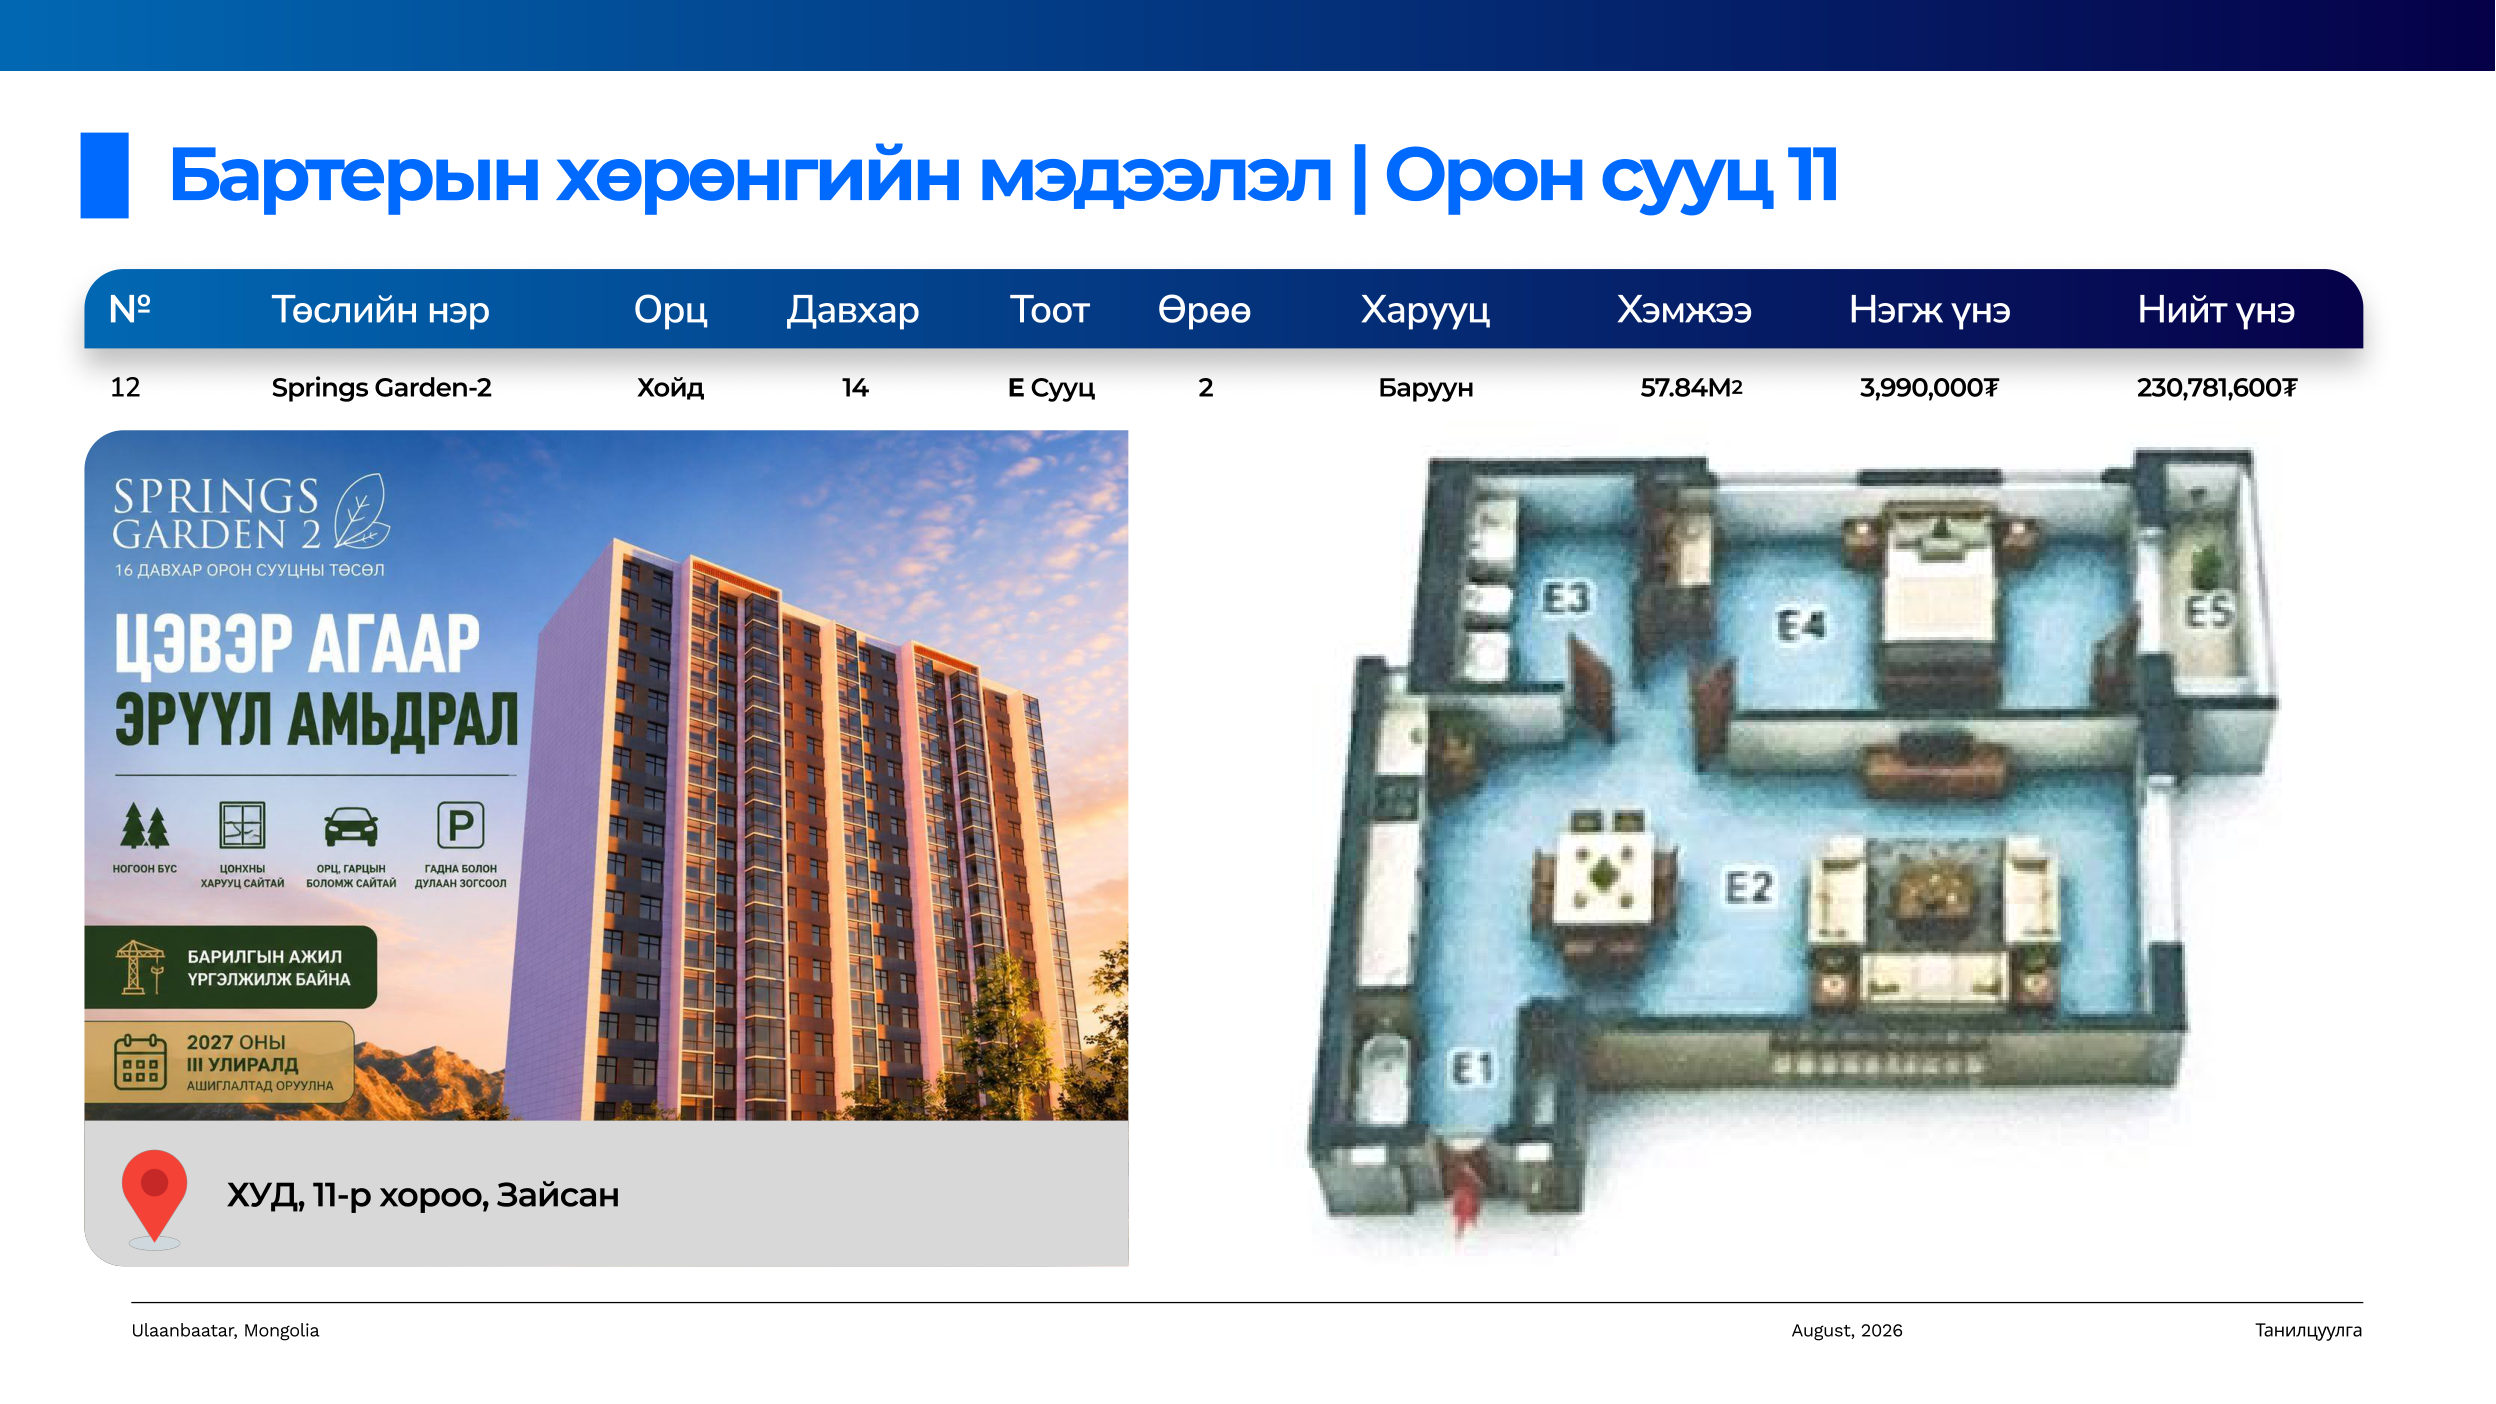 Бартерын хөрөнгийн мэдээлэл | Орон сууц 11
№ Төслийн нэр Орц Давхар Тоот Өрөө Харууц Хэмжээ Нэгж үнэ Нийт үнэ
12 Springs Garden-2 Хойд 14 Е Сууц 2 Баруун 57.84М2 3,990,000₮ 230,781,600₮
SPRINGS
GARDEN 2
16 ДАВХАР ОРОН СУУЦНЫ ТӨСӨЛ
ЦЭВЭР АГААР
ЭРҮҮЛ АМЬДРАЛ
НОГООН БҮС
ЦОНХНЫ
ХАРУУЦ САЙТАЙ
ОРЦ, ГАРЦЫН
БОЛОМЖ САЙТАЙ
P
ГАДНА БОЛОН
ДУЛААН ЗОГСООЛ
БАРИЛГЫН АЖИЛ
ҮРГЭЛЖИЛЖ БАЙНА
2027 ОНЫ
III УЛИРАЛД
АШИГЛАЛТАД ОРУУЛНА
ХУД, 11-р хороо, Зайсан
E3
E4
E5
E2
E1
Ulaanbaatar, Mongolia
August, 2026
Танилцуулга